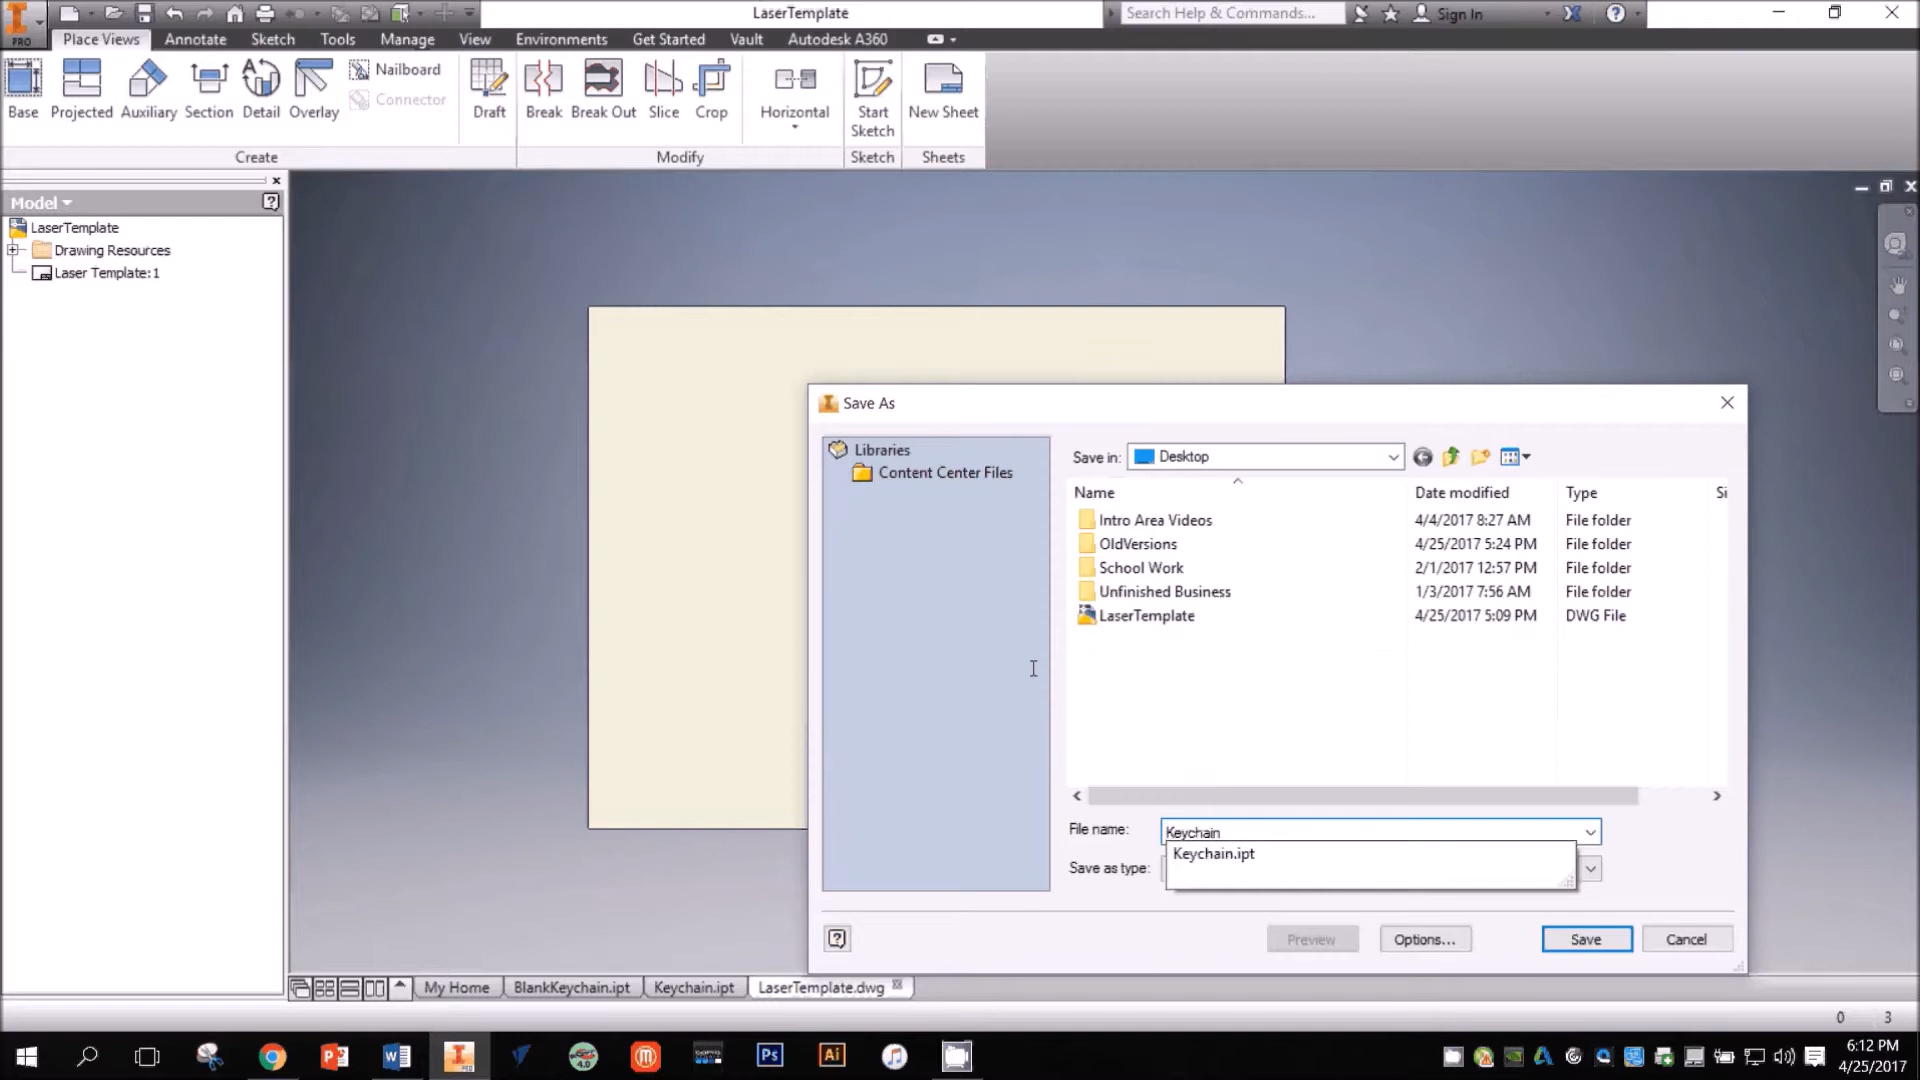 LaserTemplate
Search Help & Commands...
Sign In
PRO
Place Views
Annotate
Sketch
Tools
Manage
View
Environments
Get Started
Vault
Autodesk A360
Base
Projected
Auxiliary
Section
Detail
Overlay
Nailboard
Connector
Draft
Break
Break Out
Slice
Crop
Horizontal
Start
Sketch
New Sheet
Create
Modify
Sketch
Sheets
Model
LaserTemplate
Drawing Resources
Laser Template:1
Save As
Libraries
Content Center Files
Save in: Desktop
Name Date modified Type Si
Intro Area Videos 4/4/2017 8:27 AM File folder
OldVersions 4/25/2017 5:24 PM File folder
School Work 2/1/2017 12:57 PM File folder
Unfinished Business 1/3/2017 7:56 AM File folder
LaserTemplate 4/25/2017 5:09 PM DWG File
File name: Keychain
Keychain.ipt
Save as type:
Preview
Options...
Save
Cancel
My Home
BlankKeychain.ipt
Keychain.ipt
LaserTemplate.dwg
0 3
Ps
Ai
6:12 PM
4/25/2017